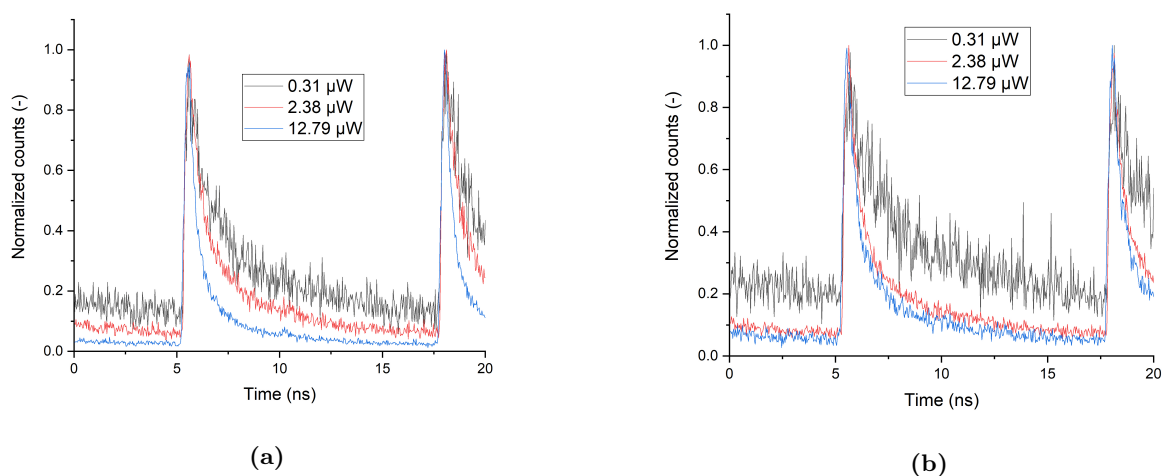 0.31 µW
2.38 µW
12.79 µW
Normalized counts (-)
1.0
0.8
0.6
0.4
0.2
0.0
0 5 10 15 20
Time (ns)
(a)
0.31 µW
2.38 µW
12.79 µW
Normalized counts (-)
1.0
0.8
0.6
0.4
0.2
0.0
0 5 10 15 20
Time (ns)
(b)